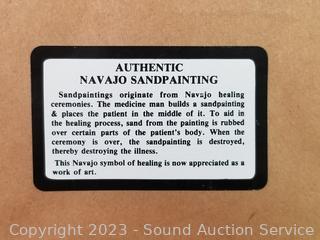 AUTHENTIC
NAVAJO SANDPAINTING
Sandpaintings originate from Navajo healing
ceremonies. The medicine man builds a sandpainting
& places the patient in the middle of it. To aid in
the healing process, sand from the painting is rubbed
over certain parts of the patient's body. When the
ceremony is over, the sandpainting is destroyed,
thereby destroying the illness.
This Navajo symbol of healing is now appreciated as a
work of art.
Copyright 2023 - Sound Auction Service